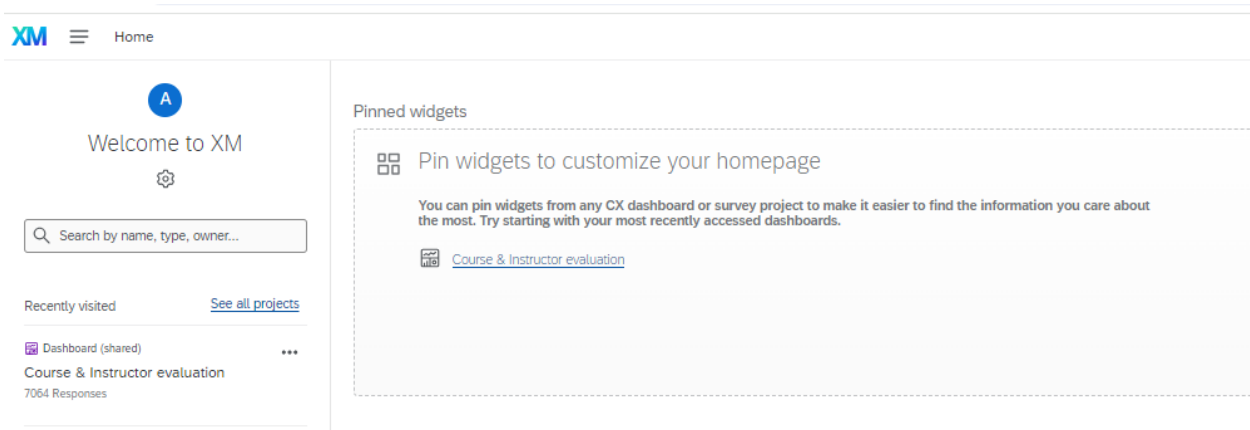 XM Home
A
Welcome to XM
Search by name, type, owner...
Recently visited See all projects
Dashboard (shared)
Course & Instructor evaluation
7064 Responses
Pinned widgets
Pin widgets to customize your homepage
You can pin widgets from any CX dashboard or survey project to make it easier to find the information you care about
the most. Try starting with your most recently accessed dashboards.
Course & Instructor evaluation